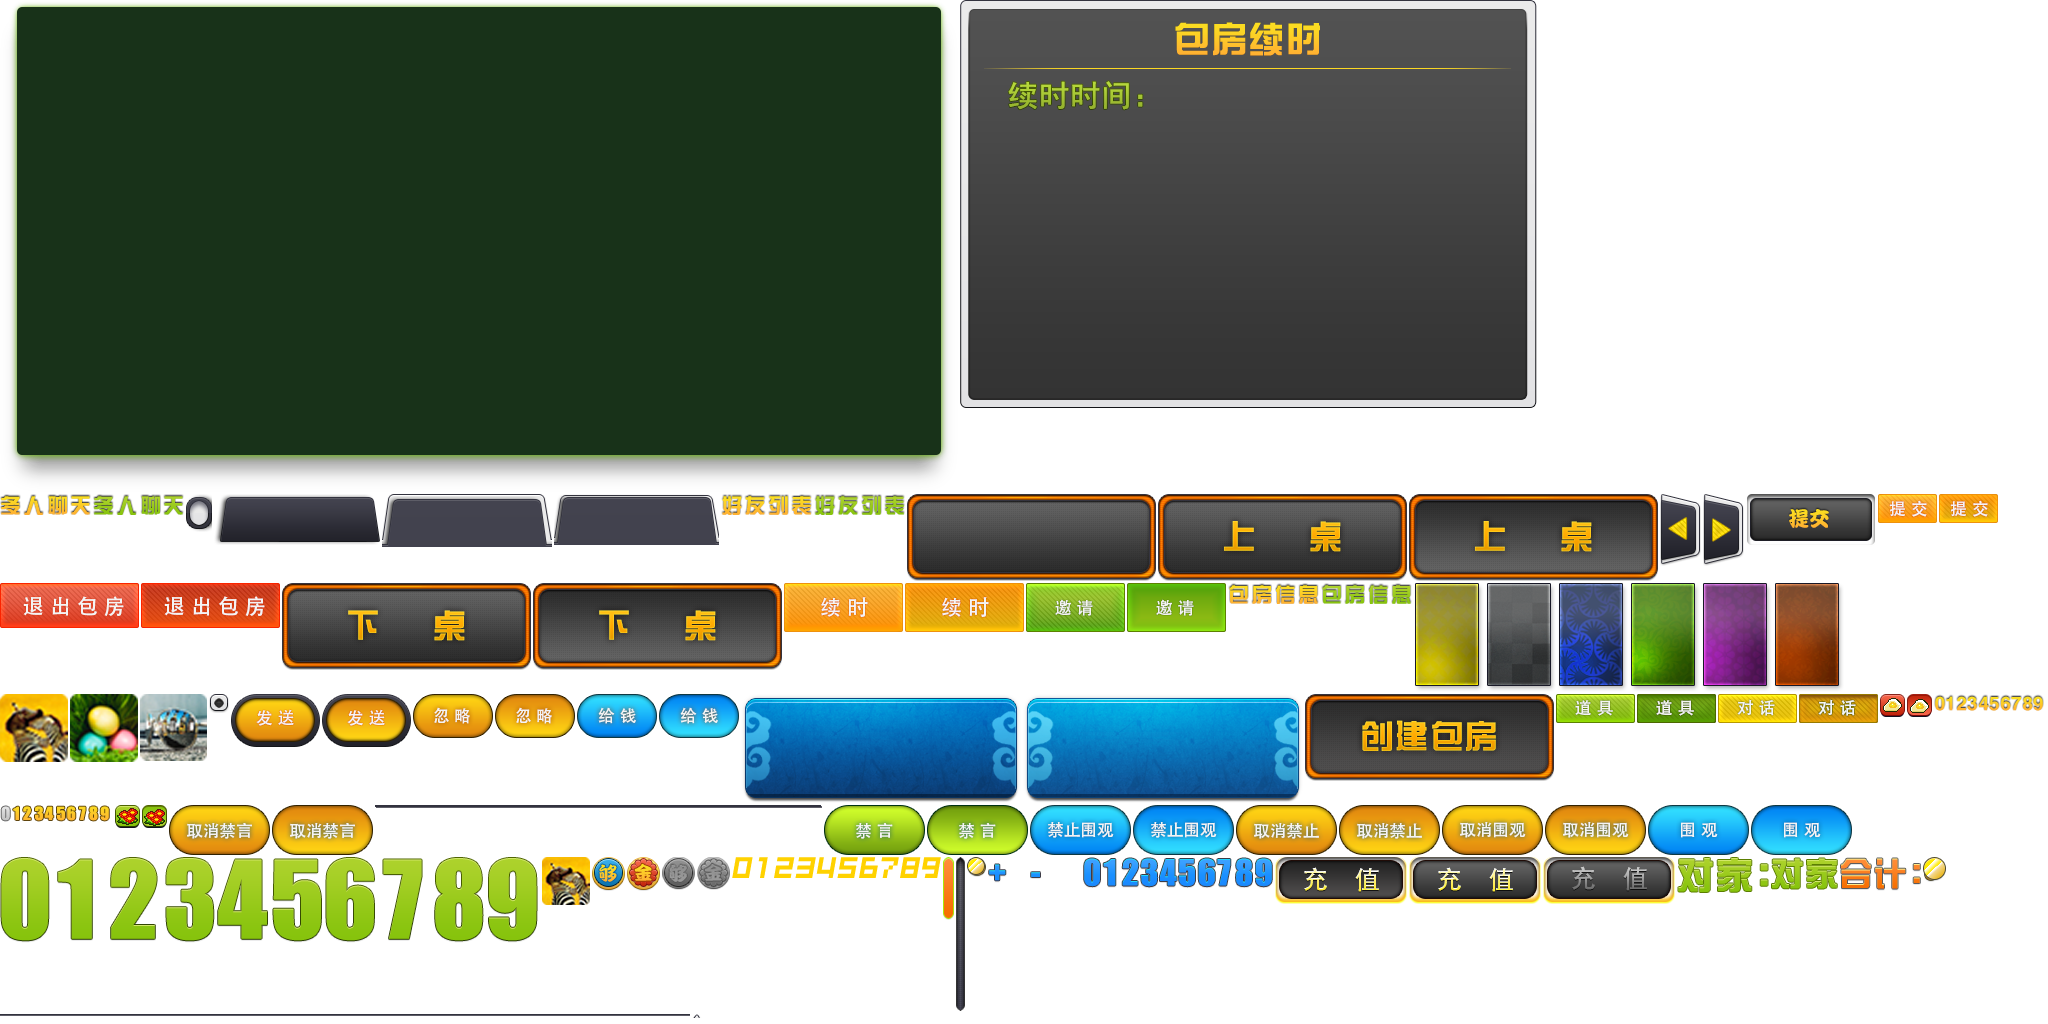 包房续时
续时时间：
多人聊天多人聊天
好友列表好友列表
上 桌
上 桌
提交
提 交
提 交
退 出 包 房
退 出 包 房
下 桌
下 桌
续 时
续 时
邀 请
邀 请
包房信息包房信息
发 送
发 送
忽 略
忽 略
给 钱
给 钱
创建包房
道 具
道 具
对 话
对 话
0123456789
0123456789
取消禁言
取消禁言
禁 言
禁 言
禁止围观
禁止围观
取消禁止
取消禁止
取消围观
取消围观
围 观
围 观
0123456789
够
金
够
金
0123456789
+ -
0123456789
充 值
充 值
充 值
对家:对家合计: